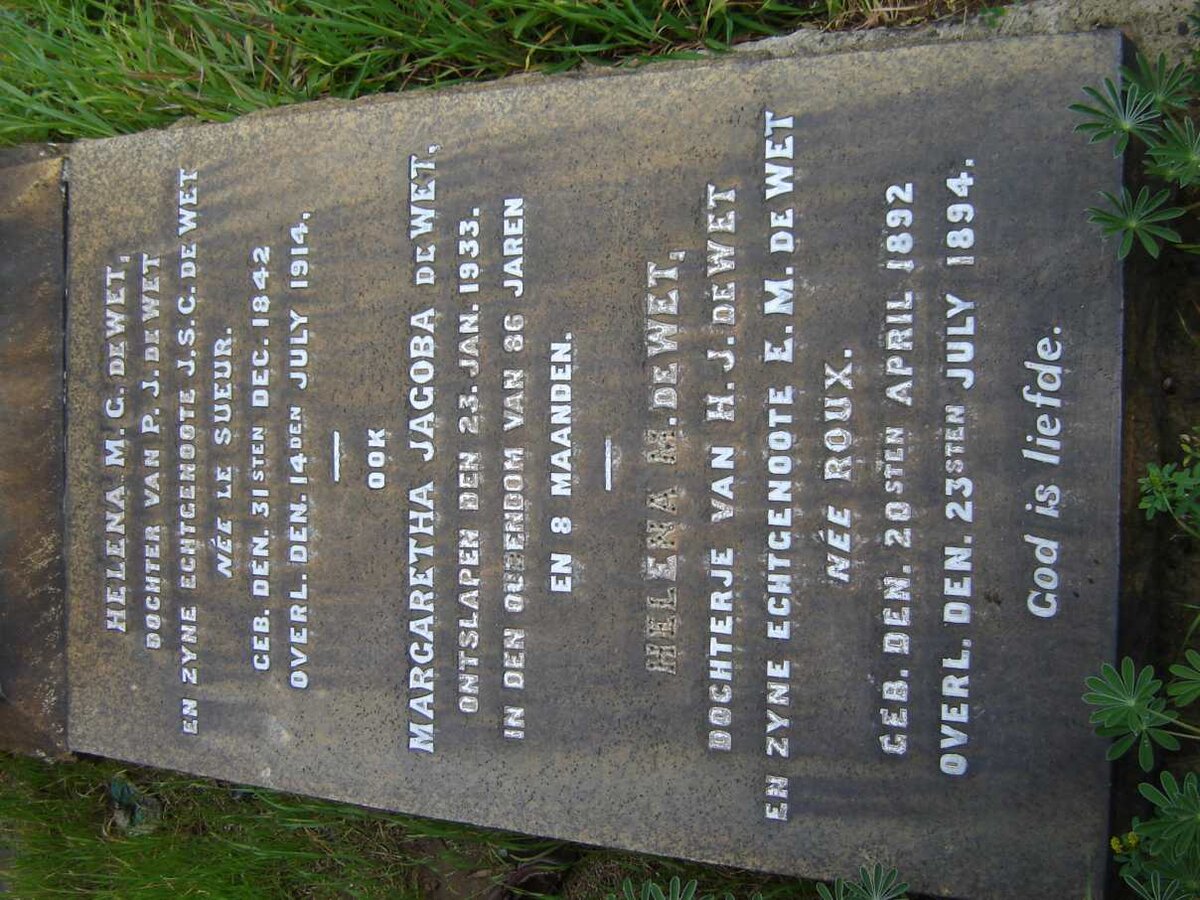 HELENA M. C. DE WET,
DOCHTER VAN P. J. DE WET
EN ZYNE ECHTGENOOTE J. S. C. DE WET
NÉE LE SUEUR.
GEB. DEN. 31STEN DEC. 1842
OVERL. DEN. 14DEN JULY 1914,
OOK
MARGARETHA JACOBA DE WET,
ONTSLAPEN DEN 23. JAN. 1933.
IN DEN OUDERDOM VAN 86 JAREN
EN 8 MAANDEN.
HELENA M. DE WET,
DOCHTERJE VAN H. J. DE WET
EN ZYNE ECHTGENOOTE E. M. DE WET
NÉE ROUX.
GEB. DEN. 20STEN APRIL 1892
OVERL. DEN. 23STEN JULY 1894.
God is liefde.